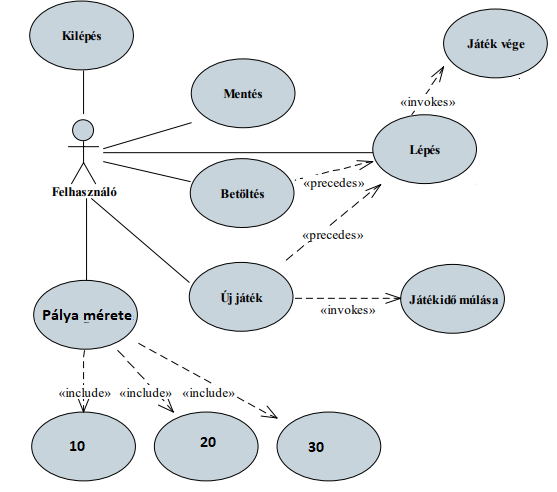 Kilépés
Játék vége
Mentés
«invokes»
Lépés
Felhasználó
Betöltés
«precedes»
«precedes»
Új játék
Játékidő múlása
«invokes»
Pálya mérete
«include»
«include»
«include»
10
20
30